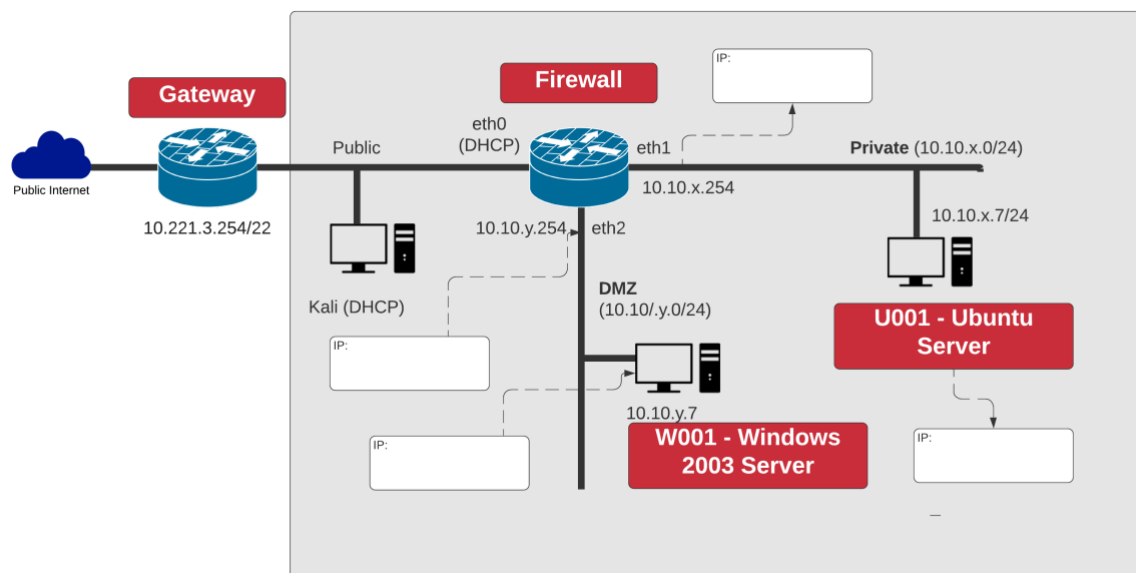 IP:
Firewall
Gateway
eth0
(DHCP)
Public
eth1
Private (10.10.x.0/24)
Public Internet
10.10.x.254
10.221.3.254/22
10.10.y.254
eth2
10.10.x.7/24
DMZ
(10.10/.y.0/24)
Kali (DHCP)
U001 - Ubuntu
Server
IP:
10.10.y.7
W001 - Windows
2003 Server
IP:
IP: